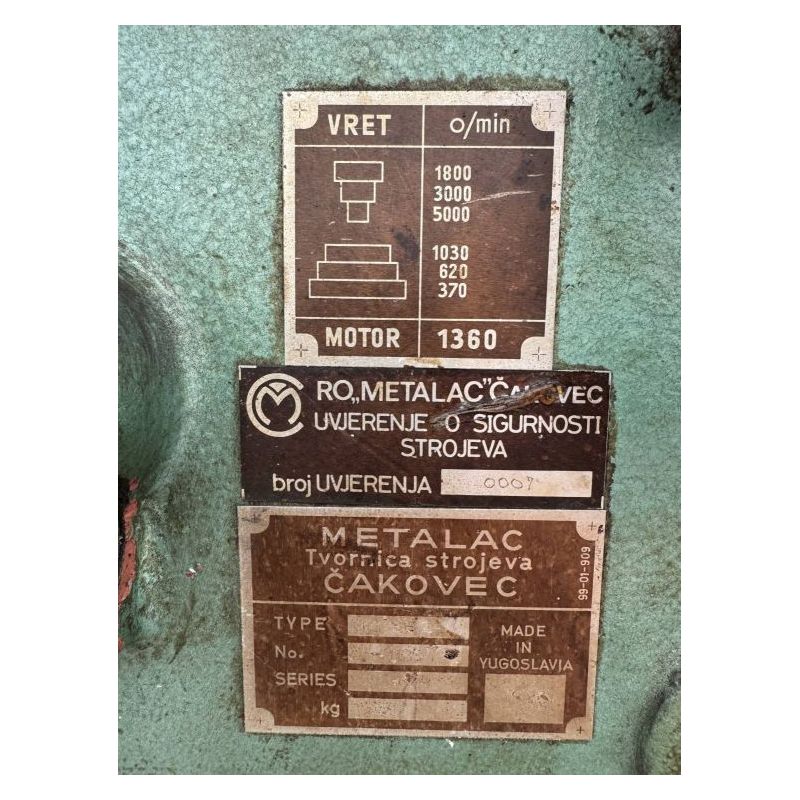 VRET o/min
1800
3000
5000
1030
620
370
MOTOR 1360
RO„METALAC”ČAKOVEC
UVJERENJE O SIGURNOSTI
STROJEVA
broj UVJERENJA 0007
METALAC
Tvornica strojeva
ČAKOVEC
99-01-909
TYPE
No.
SERIES
kg
MADE
IN
YUGOSLAVIA